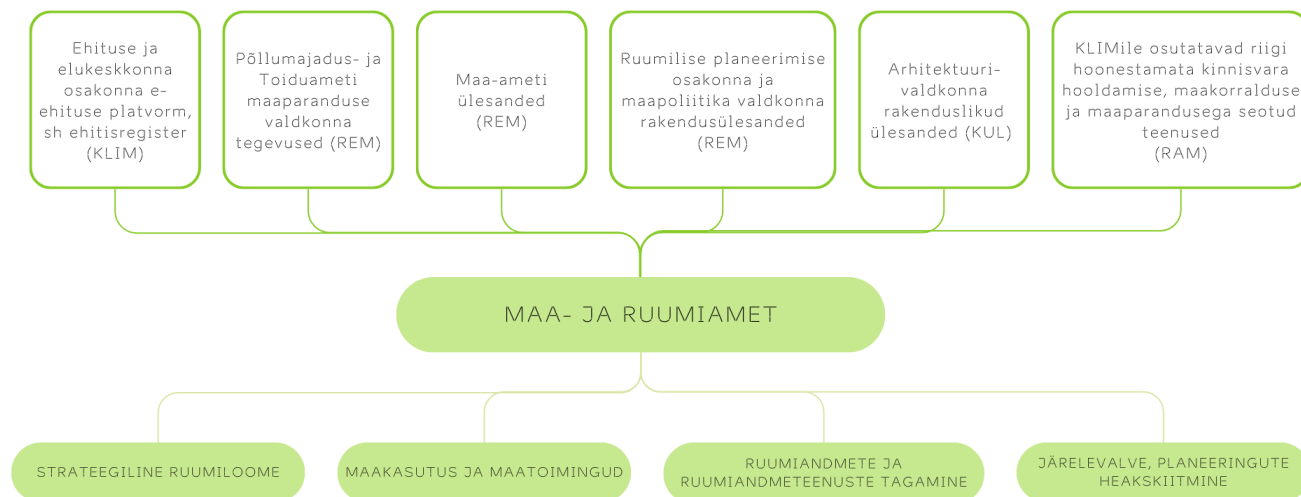 Ehituse ja
elukeskkonna
osakonna e-
ehituse platvorm,
sh ehitisregister
(KLIM)
Põllumajadus- ja
Toiduameti
maaparanduse
valdkonna
tegevused (REM)
Maa-ameti
ülesanded
(REM)
Ruumilise planeerimise
osakonna ja
maapoliitika valdkonna
rakendusülesanded
(REM)
Arhitektuuri-
valdkonna
rakenduslikud
ülesanded (KUL)
KLIMile osutatavad riigi
hoonestamata kinnisvara
hooldamise, maakorralduse
ja maaparandusega seotud
teenused
(RAM)
MAA- JA RUUMIAMET
STRATEEGILINE RUUMILOOME
MAAKASUTUS JA MAATOIMINGUD
RUUMIANDMETE JA
RUUMIANDMETEENUSTE TAGAMINE
JÄRELEVALVE, PLANEERINGUTE
HEAKSKIITMINE